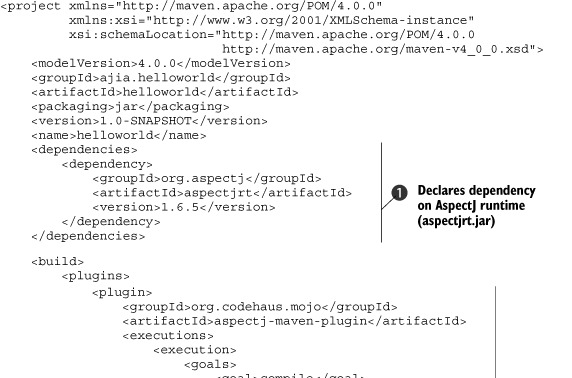 <project xmlns="http://maven.apache.org/POM/4.0.0"
xmlns:xsi="http://www.w3.org/2001/XMLSchema-instance"
xsi:schemaLocation="http://maven.apache.org/POM/4.0.0
http://maven.apache.org/maven-v4_0_0.xsd">
<modelVersion>4.0.0</modelVersion>
<groupId>ajia.helloworld</groupId>
<artifactId>helloworld</artifactId>
<packaging>jar</packaging>
<version>1.0-SNAPSHOT</version>
<name>helloworld</name>
<dependencies>
<dependency>
<groupId>org.aspectj</groupId>
<artifactId>aspectjrt</artifactId>
<version>1.6.5</version>
</dependency>
</dependencies>
1 Declares dependency
on AspectJ runtime
(aspectjrt.jar)
<build>
<plugins>
<plugin>
<groupId>org.codehaus.mojo</groupId>
<artifactId>aspectj-maven-plugin</artifactId>
<executions>
<execution>
<goals>
<goal>compile</goal>